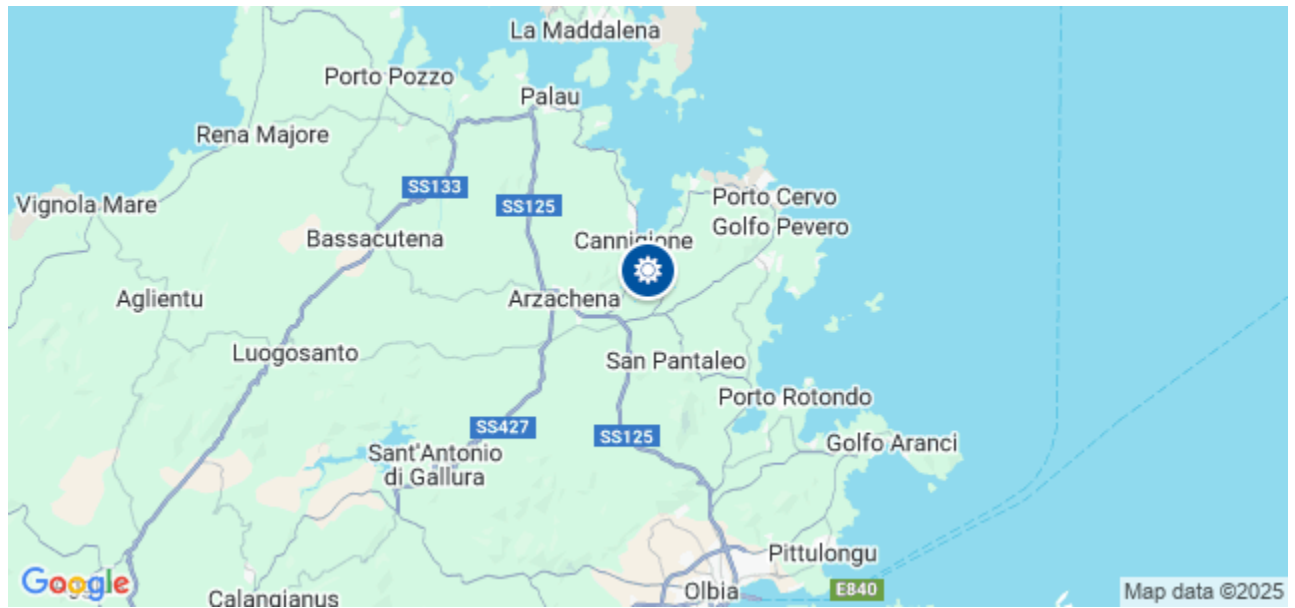 La Maddalena
Porto Pozzo
Palau
Rena Majore
SS133
Vignola Mare
SS125
Porto Cervo
Golfo Pevero
Bassacutena
Cannigione
Aglientu
Arzachena
Luogosanto
San Pantaleo
Porto Rotondo
SS427
SS125
Golfo Aranci
Sant'Antonio
di Gallura
Pittulongu
Google
Olbia
E840
Map data ©2025
Calangianus